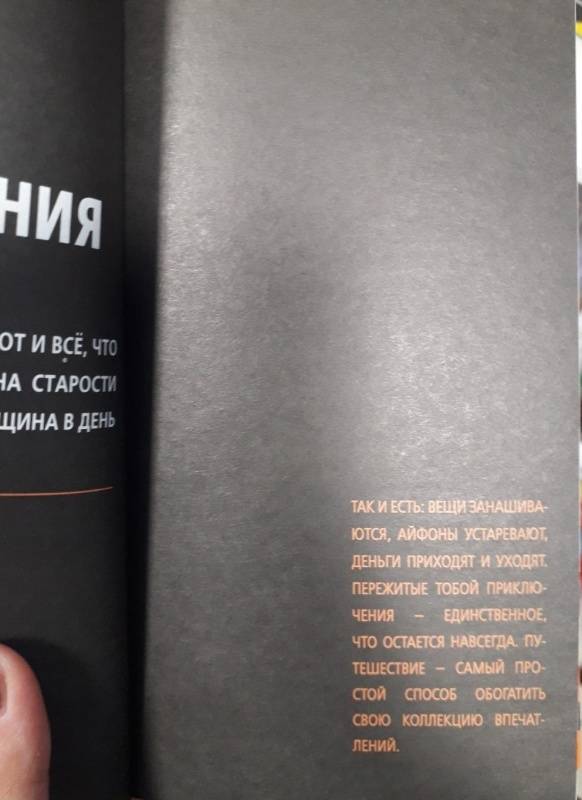 НИЯ
ОТ И ВСЁ, ЧТО
НА СТАРОСТИ
ЩИНА В ДЕНЬ
ТАК И ЕСТЬ: ВЕЩИ ЗАНАШИВА-
ЮТСЯ, АЙФОНЫ УСТАРЕВАЮТ,
ДЕНЬГИ ПРИХОДЯТ И УХОДЯТ.
ПЕРЕЖИТЫЕ ТОБОЙ ПРИКЛЮ-
ЧЕНИЯ – ЕДИНСТВЕННОЕ,
ЧТО ОСТАЕТСЯ НАВСЕГДА. ПУ-
ТЕШЕСТВИЕ – САМЫЙ ПРО-
СТОЙ СПОСОБ ОБОГАТИТЬ
СВОЮ КОЛЛЕКЦИЮ ВПЕЧАТ-
ЛЕНИЙ.